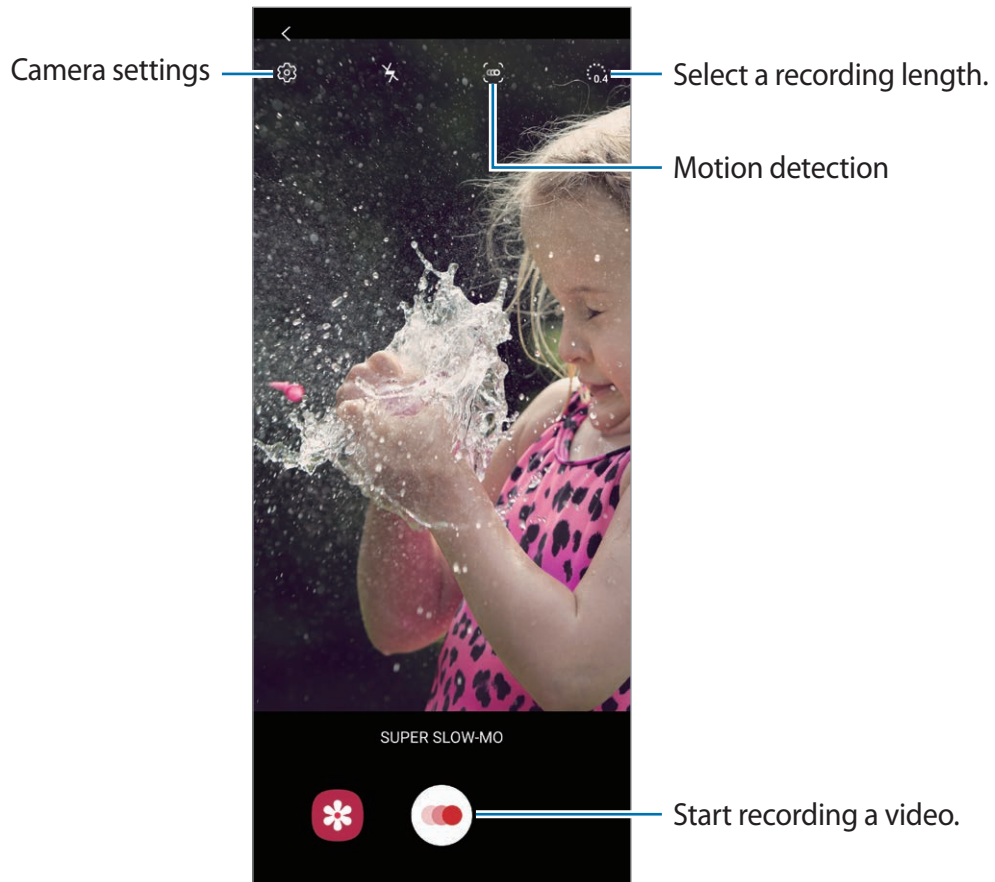 Camera settings
0.4
Select a recording length.
Motion detection
SUPER SLOW-MO
Start recording a video.